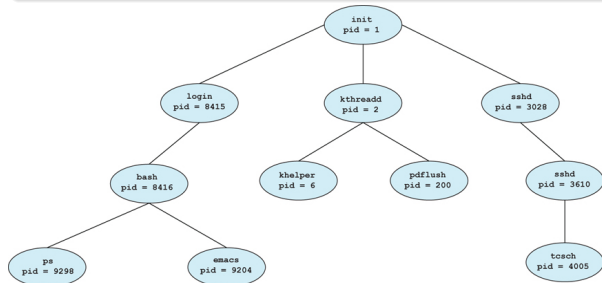 init
pid = 1
login
pid = 8415
kthreadd
pid = 2
sshd
pid = 3028
bash
pid = 8416
khelper
pid = 6
pdflush
pid = 200
sshd
pid = 3610
ps
pid = 9298
emacs
pid = 9204
tcsch
pid = 4005